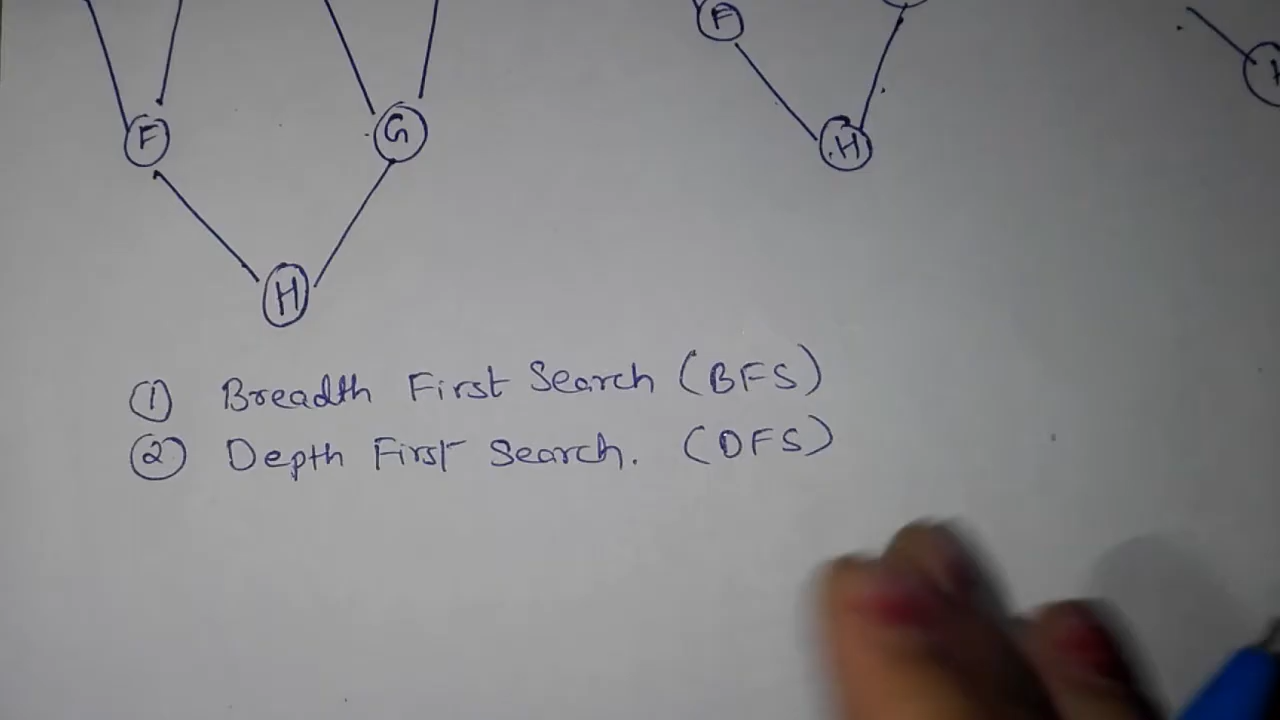 F
G
H
F
H
① Breadth First Search (BFS)
② Depth First Search. (DFS)